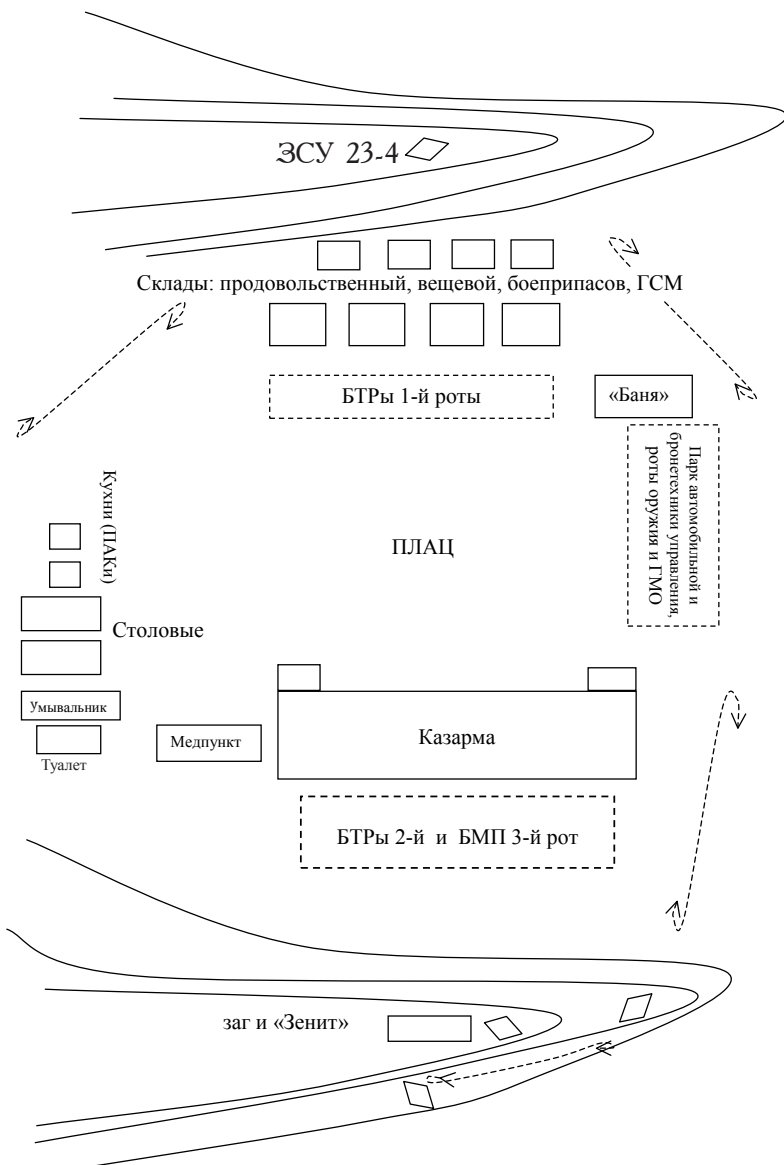 ЗСУ 23-4
Склады: продовольственный, вещевой, боеприпасов, ГСМ
БТРы 1-й роты
«Баня»
Парк автомобильной и
бронетехники управления,
роты оружия и ГМО
Кухни (ПАКи)
ПЛАЦ
Столовые
Умывальник
Медпункт
Казарма
Туалет
БТРы 2-й и БМП 3-й рот
заг и «Зенит»